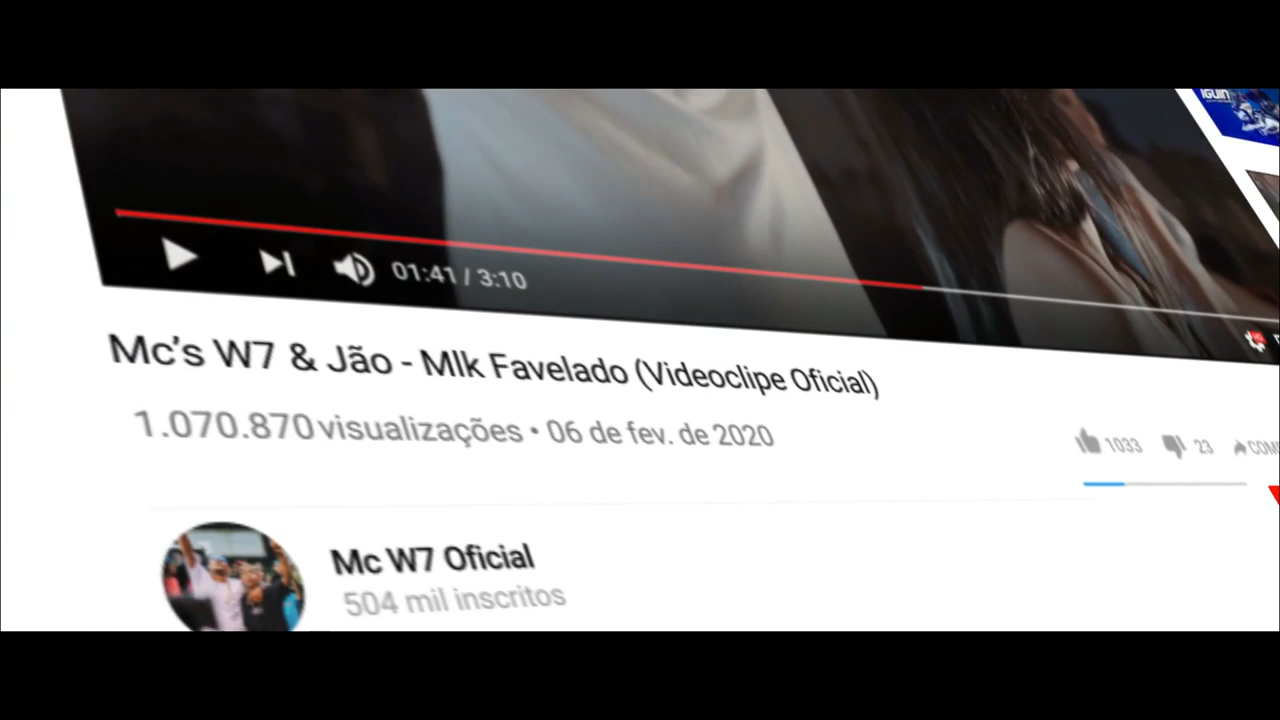 IGUIN
01:41 / 3:10
Mc's W7 & Jão - Mlk Favelado (Videoclipe Oficial)
1.070.870 visualizações • 06 de fev. de 2020
1033 23
Mc W7 Oficial
504 mil inscritos